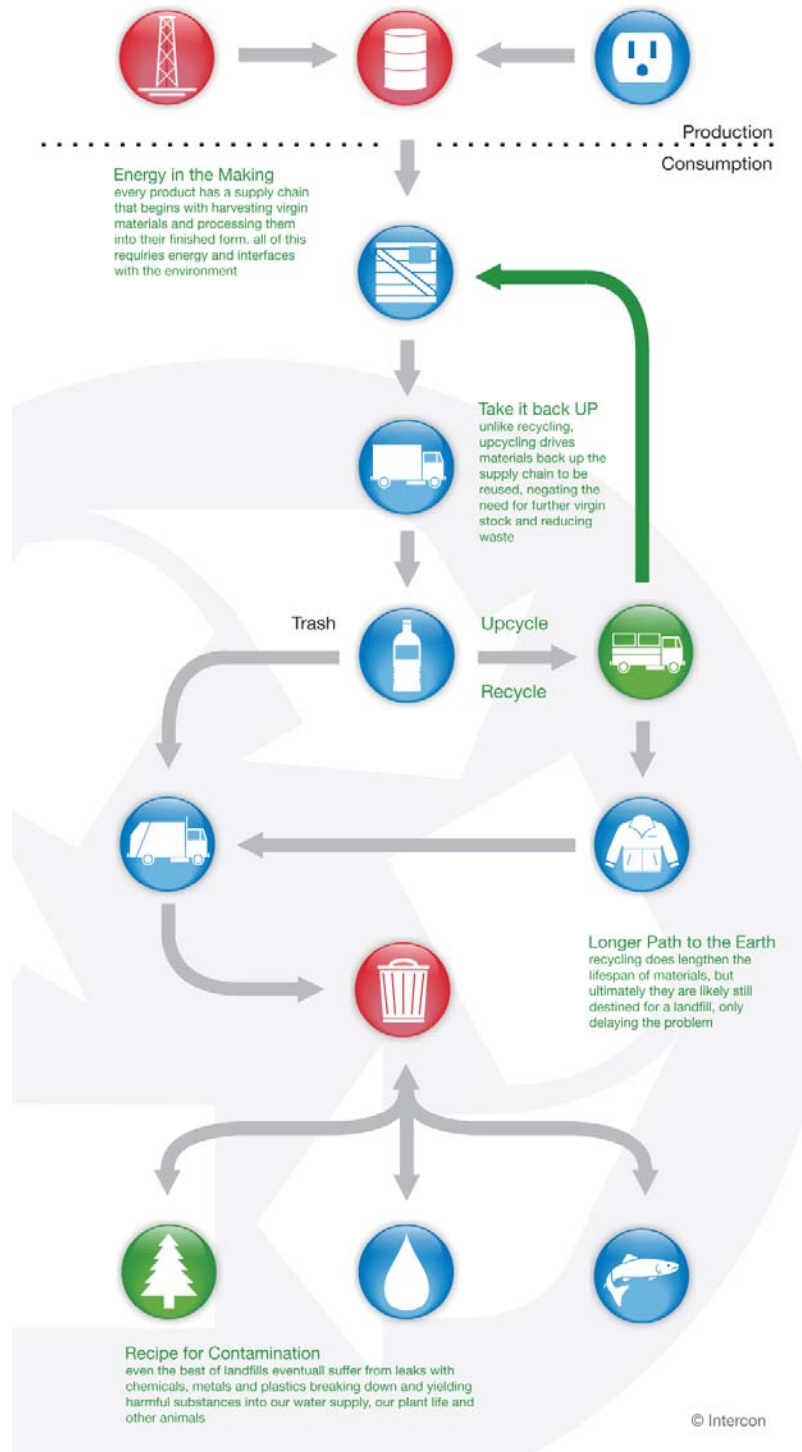 Production
Consumption
Energy in the Making
every product has a supply chain
that begins with harvesting virgin
materials and processing them
into their finished form. all of this
requiries energy and interfaces
with the environment
Take it back UP
unlike recycling,
upcycling drives
materials back up the
supply chain to be
reused, negating the
need for further virgin
stock and reducing
waste
Trash
Upcycle
Recycle
Longer Path to the Earth
recycling does lengthen the
lifespan of materials, but
ultimately they are likely still
destined for a landfill, only
delaying the problem
Recipe for Contamination
even the best of landfills eventuall suffer from leaks with
chemicals, metals and plastics breaking down and yielding
harmful substances into our water supply, our plant life and
other animals
© Intercon